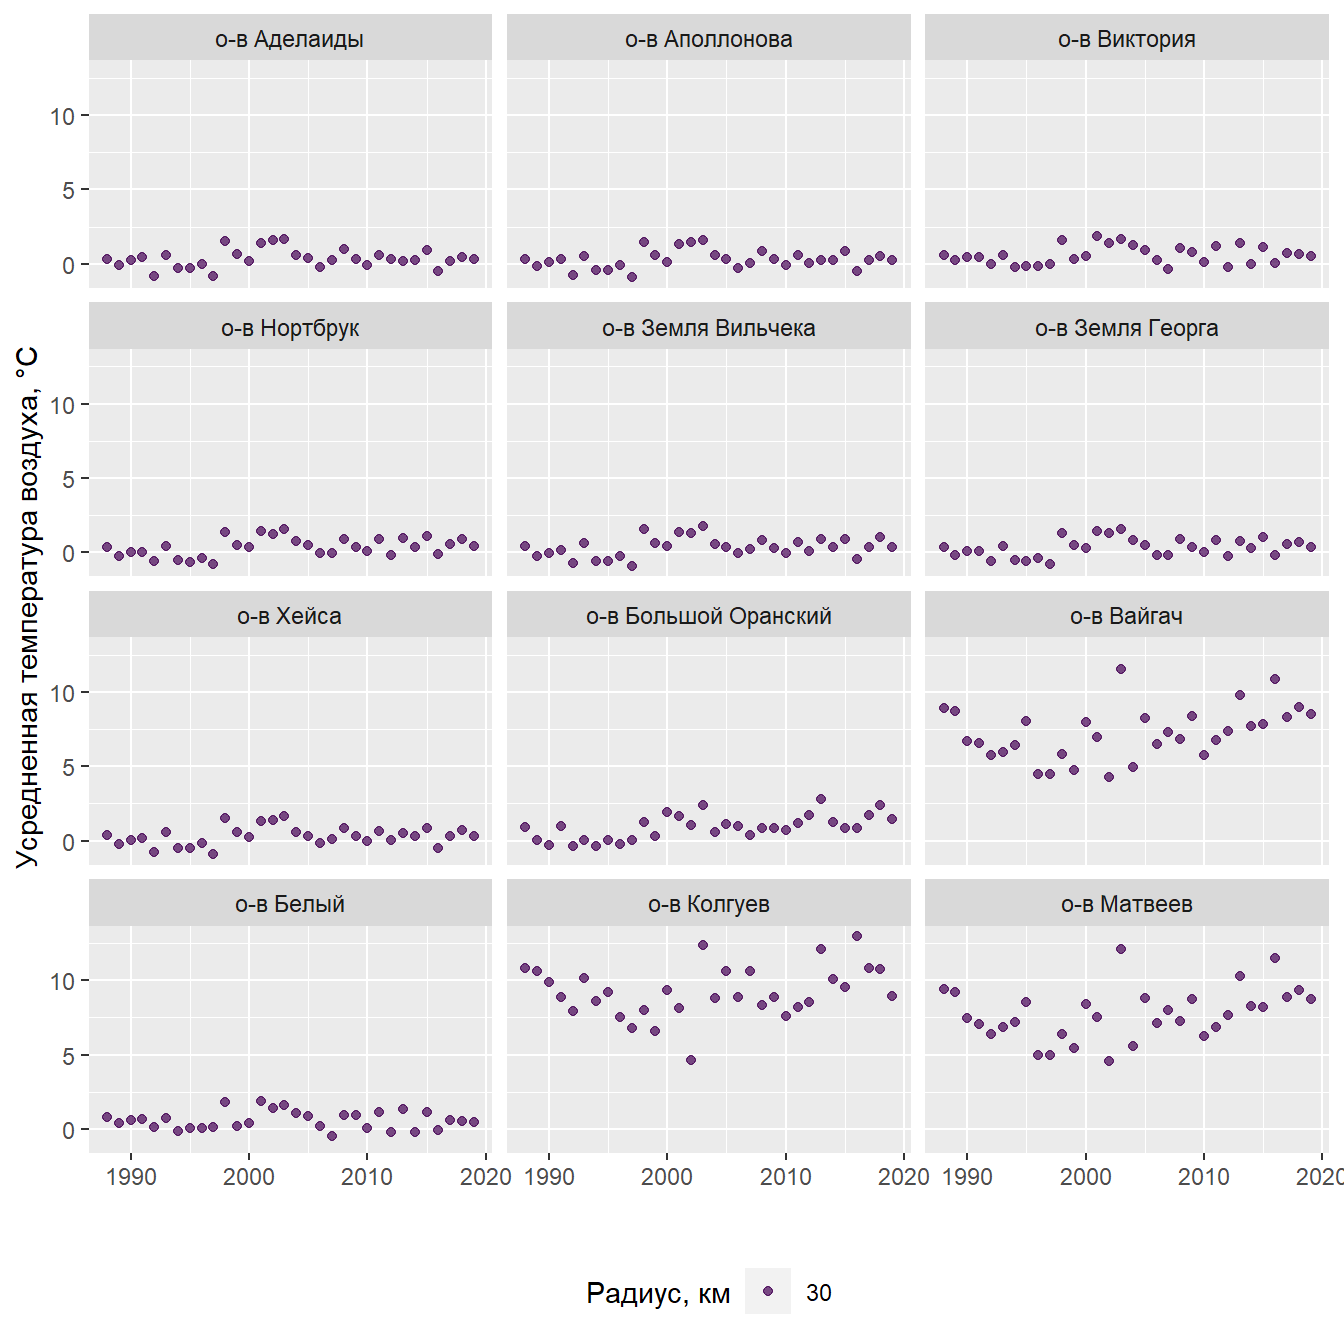 о-в Аделаиды
о-в Аполлонова
о-в Виктория
10
5
0
о-в Нортбрук
о-в Земля Вильчека
о-в Земля Георга
10
5
0
о-в Хейса
о-в Большой Оранский
о-в Вайгач
10
5
0
о-в Белый
о-в Колгуев
о-в Матвеев
10
5
0
1990 2000 2010 2020
1990 2000 2010 2020
1990 2000 2010 2020
Усредненная температура воздуха, °C
Радиус, км 30